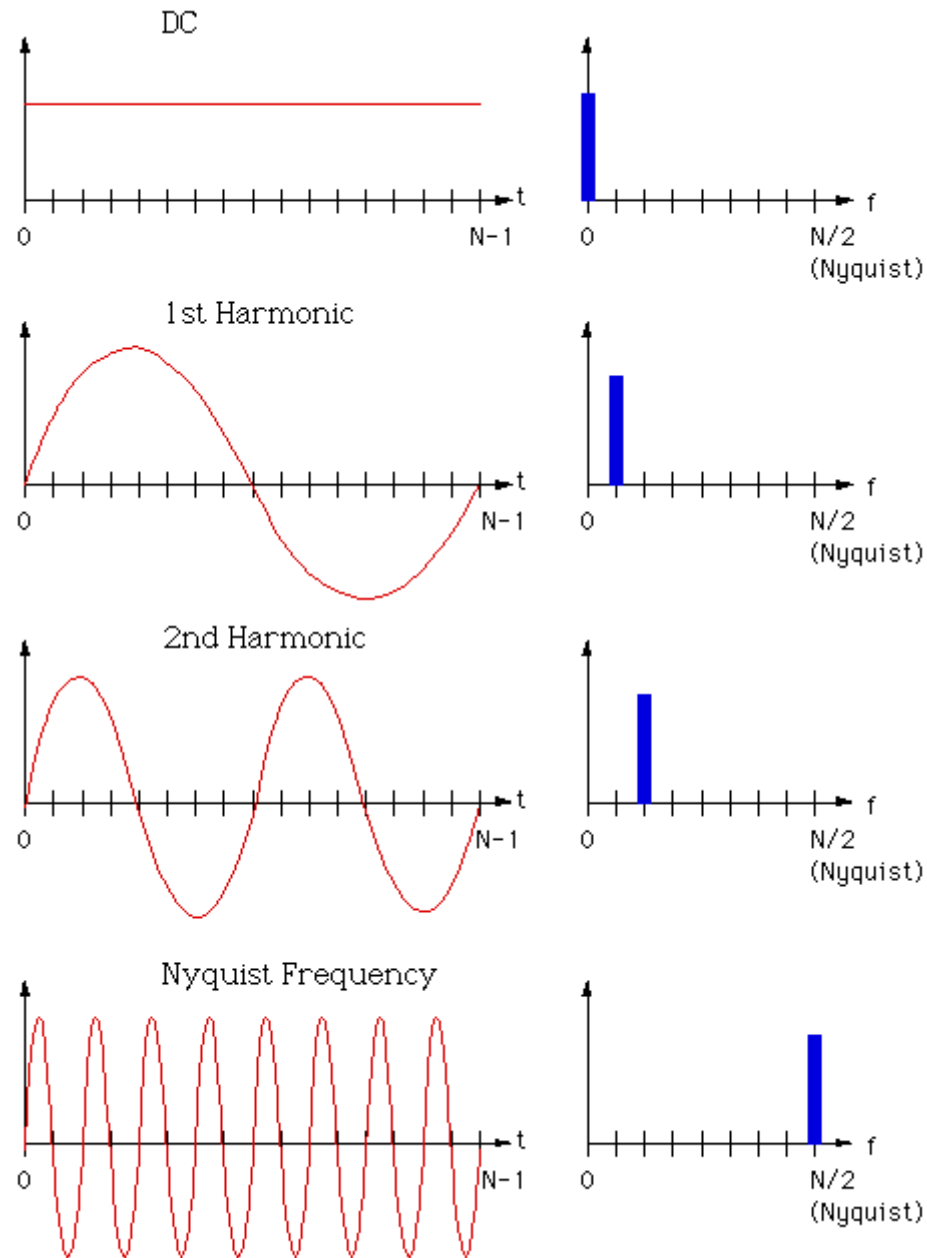 DC
t
f
0
N-1
0
N/2
(Nyquist)
1st Harmonic
t
f
0
N-1
0
N/2
(Nyquist)
2nd Harmonic
t
f
0
N-1
0
N/2
(Nyquist)
Nyquist Frequency
t
f
0
N-1
0
N/2
(Nyquist)